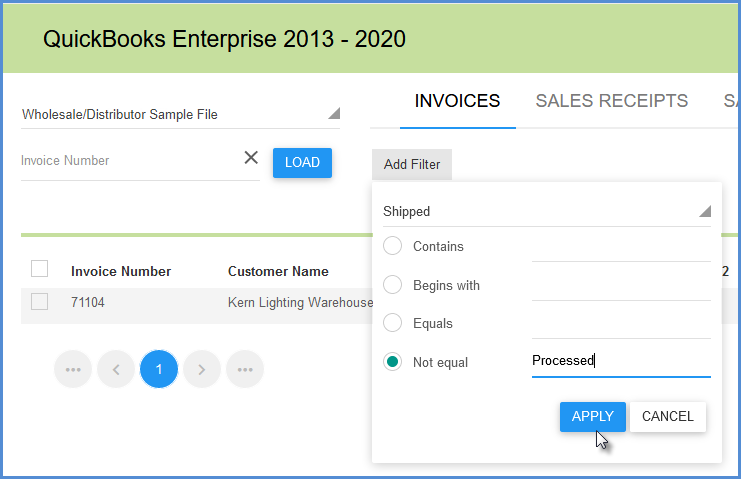 QuickBooks Enterprise 2013 - 2020
Wholesale/Distributor Sample File
INVOICES SALES RECEIPTS SA
Invoice Number LOAD
Add Filter
Shipped
Contains
Begins with
Equals
Not equal Processed
APPLY CANCEL
Invoice Number Customer Name 2
71104 Kern Lighting Warehouse
1